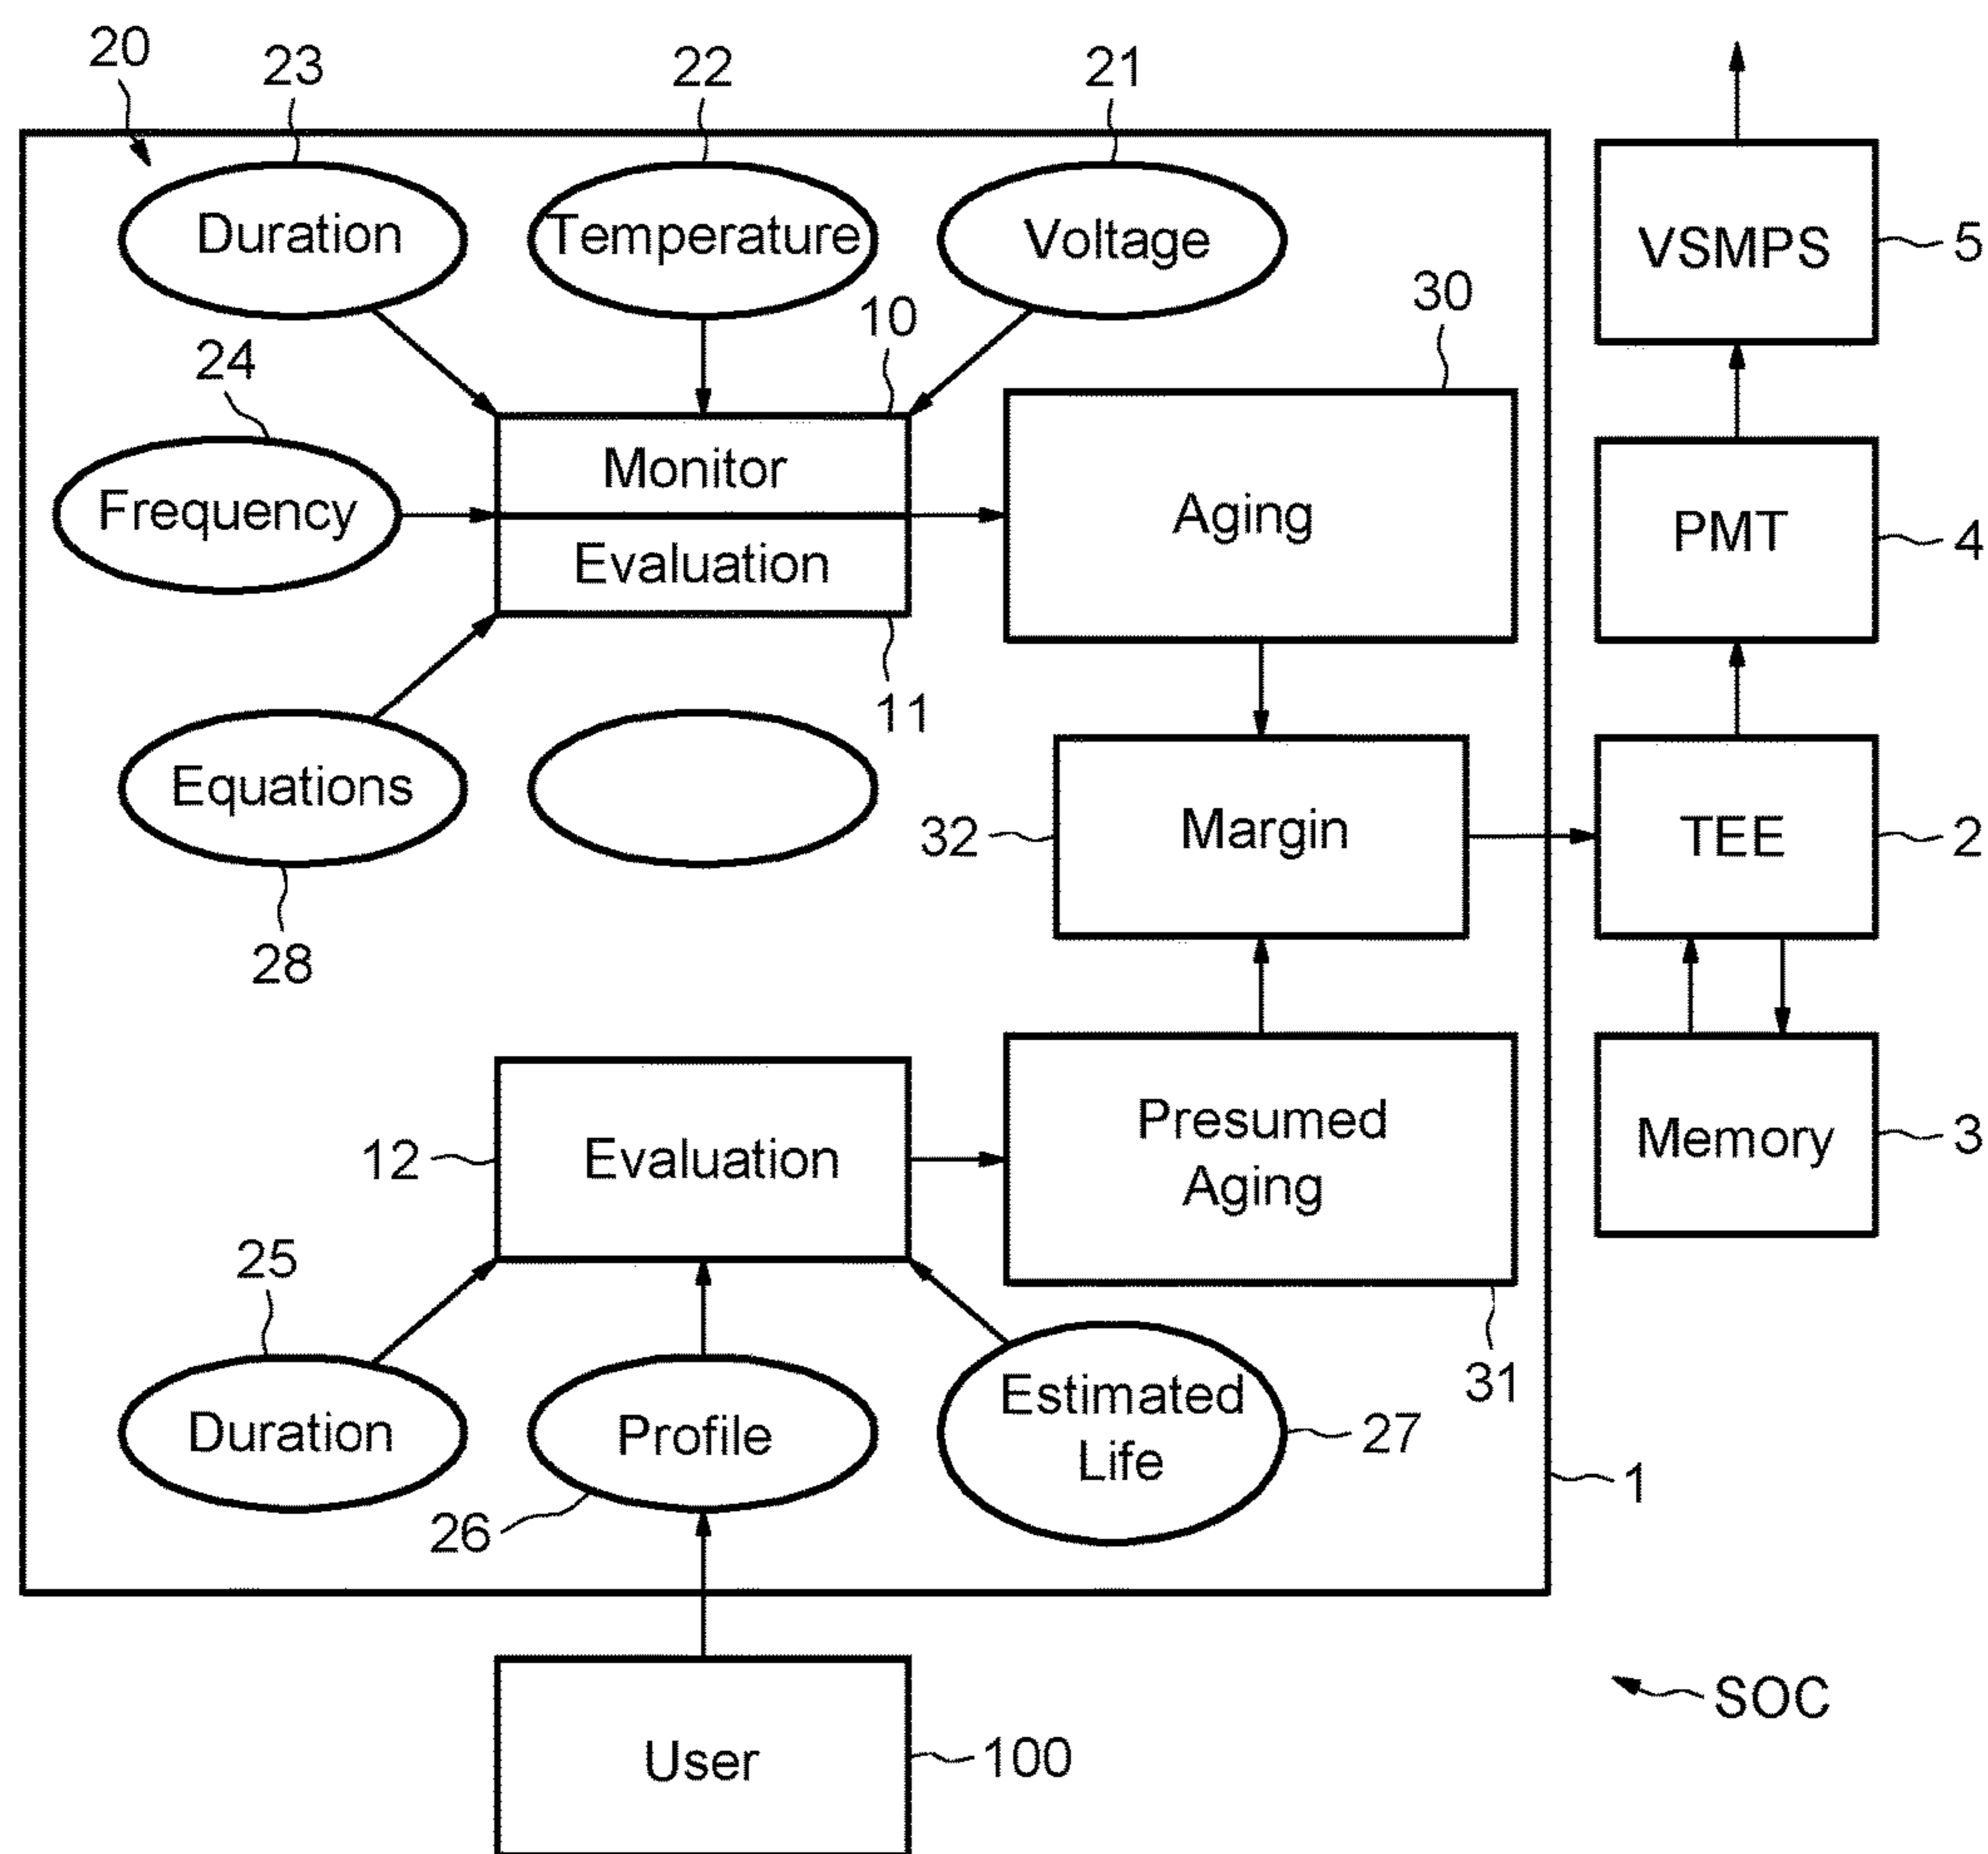 20
23
22
21
Duration
Temperature
Voltage
VSMPS
5
10
30
24
Monitor
Frequency
Evaluation
Aging
PMT
4
11
Equations
32
Margin
TEE
2
28
12
Evaluation
Presumed
Aging
Memory
3
25
31
Duration
Profile
Estimated
Life
27
26
1
User
100
SOC